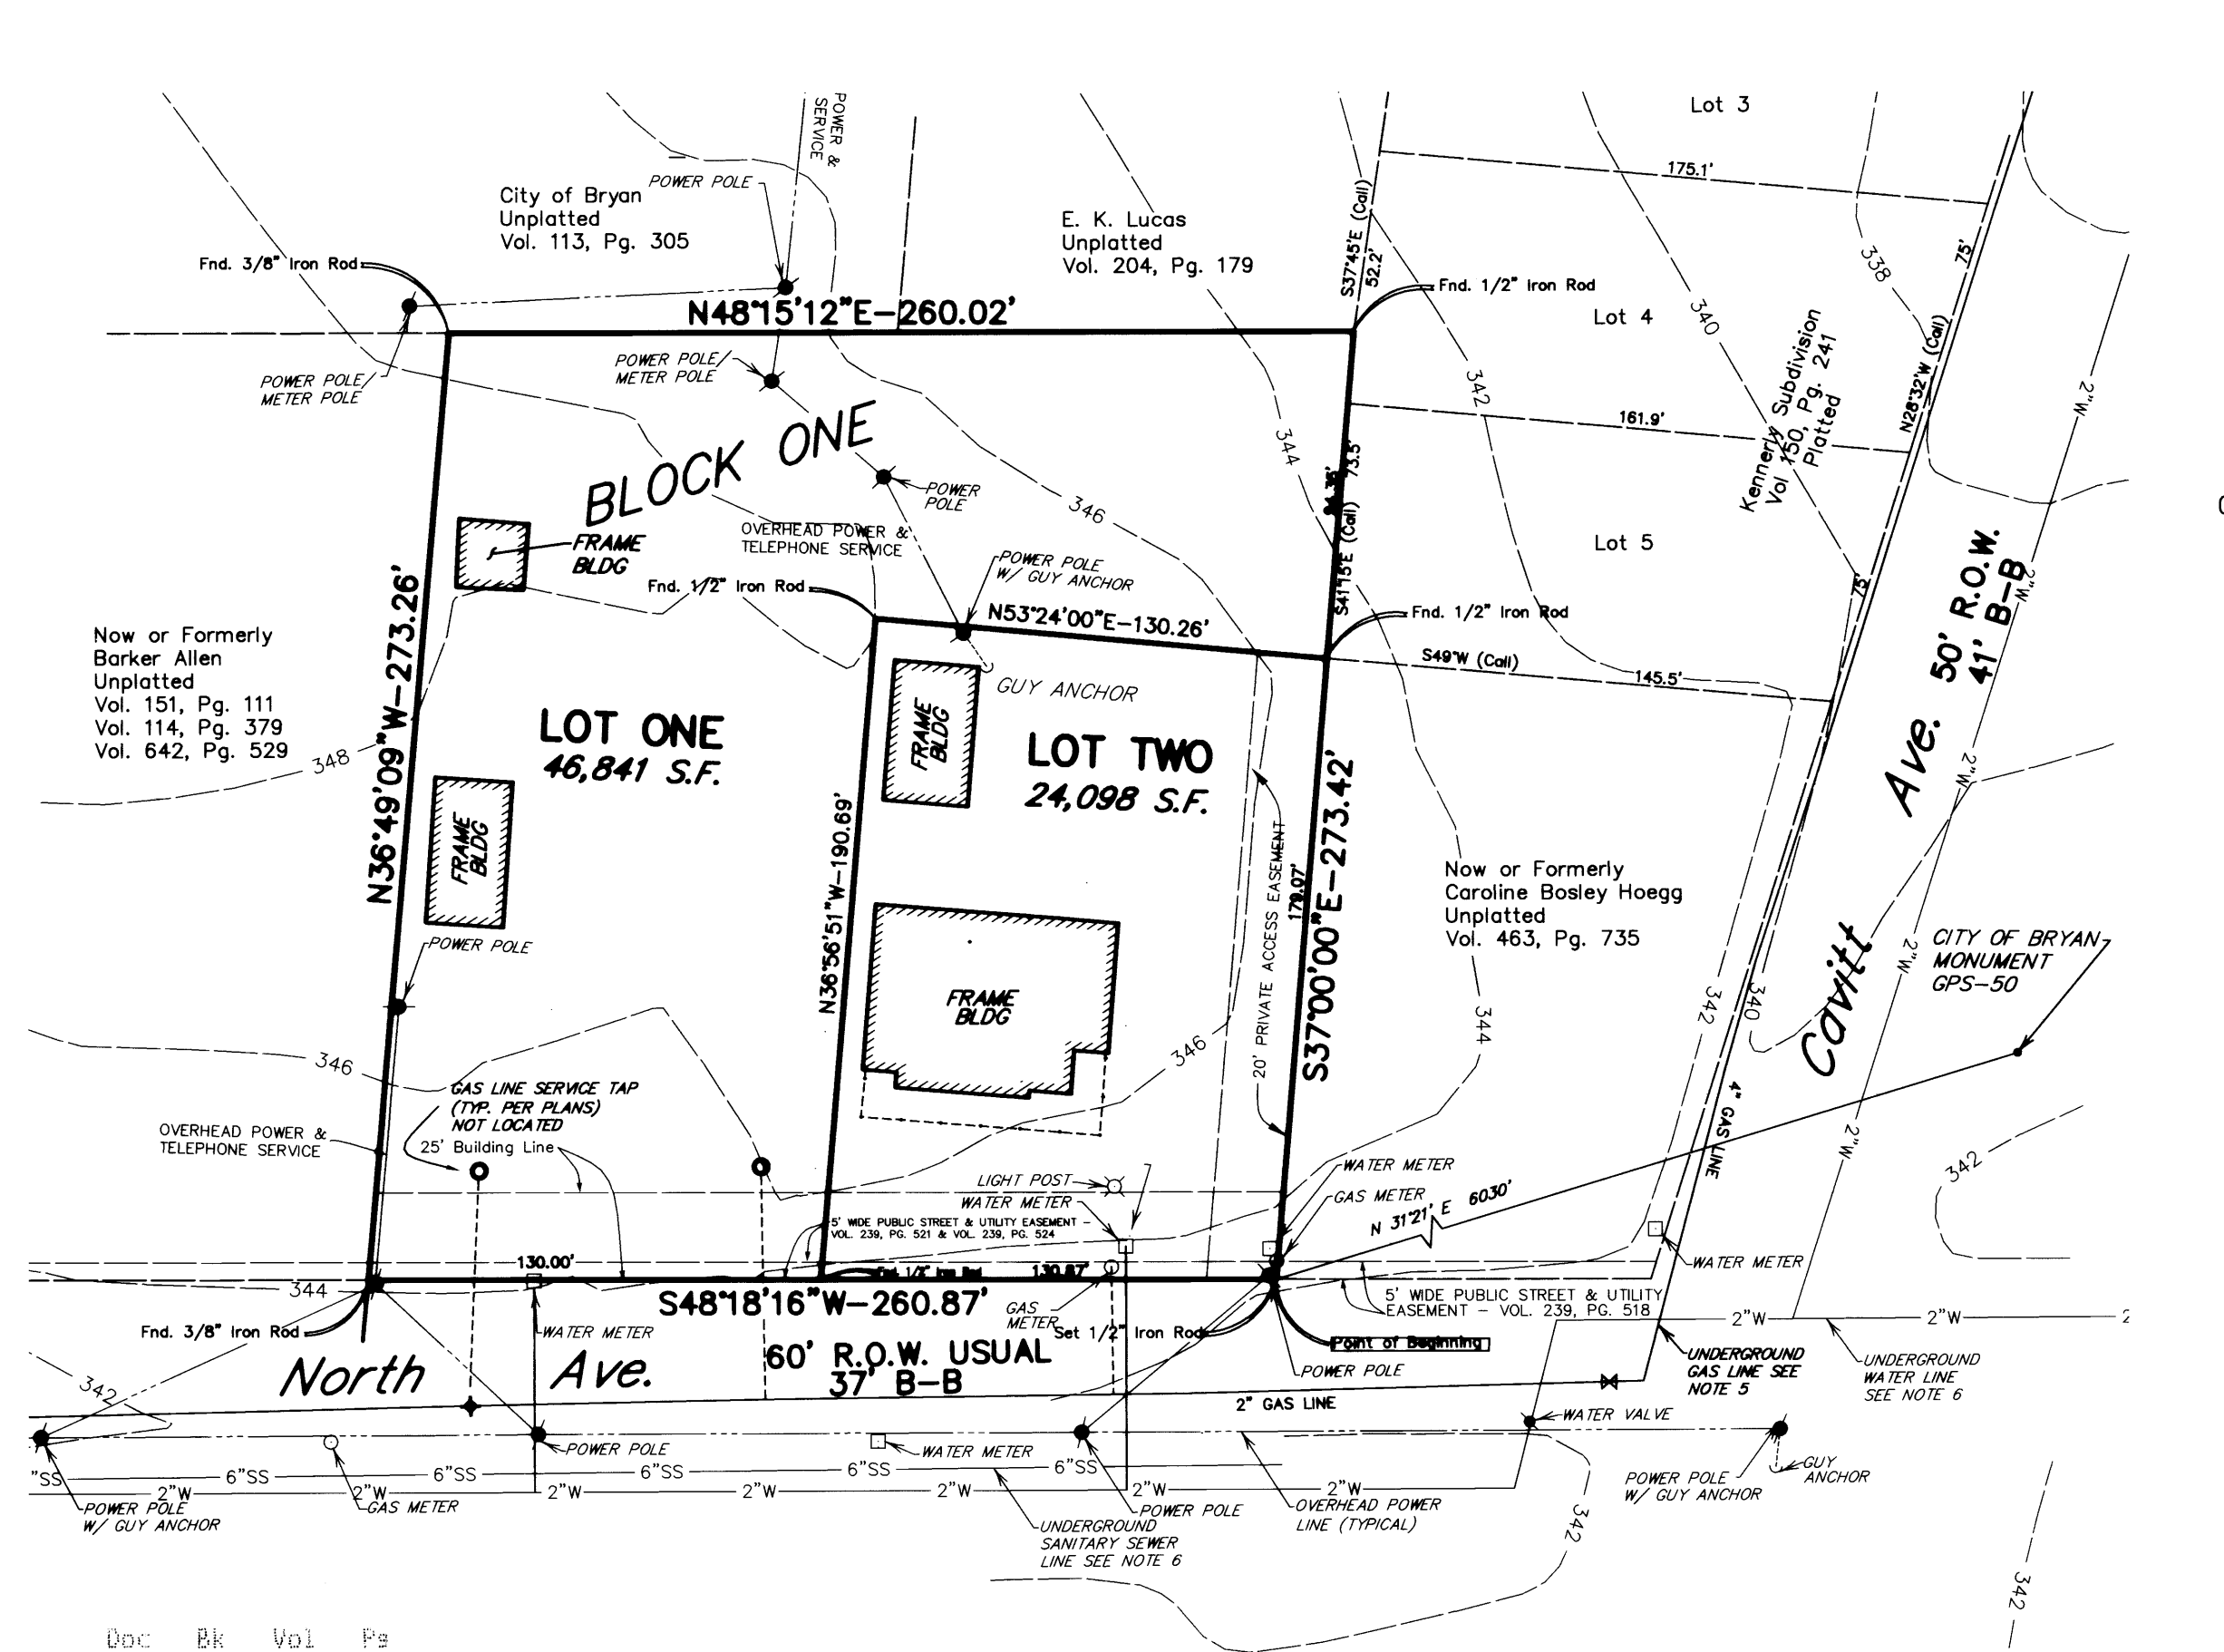 Lot 3
POWER &
SERVICE
175.1'
City of Bryan
Unplatted
Vol. 113, Pg. 305
POWER POLE
E. K. Lucas
Unplatted
Vol. 204, Pg. 179
S37°45'E (Call)
52.2'
75'
338
Fnd. 3/8" Iron Rod
Fnd. 1/2" Iron Rod
N48°15'12"E-260.02'
Lot 4
340
Kennerly Subdivision
Vol 150, Pg. 241
Platted
N28°32'W (Call)
2"W
POWER POLE/
METER POLE
POWER POLE/
METER POLE
342
161.9'
BLOCK ONE
344
73.5'
S41°15'E (Call)
POWER
POLE
346
OVERHEAD POWER &
TELEPHONE SERVICE
FRAME
BLDG
Lot 5
POWER POLE
W/ GUY ANCHOR
Fnd. 1/2" Iron Rod
N53°24'00"E-130.26'
Fnd. 1/2" Iron Rod
75'
2"W
Cavitt Ave. 50' R.O.W.
41' B-B
Now or Formerly
Barker Allen
Unplatted
Vol. 151, Pg. 111
Vol. 114, Pg. 379
Vol. 642, Pg. 529
348
N36°49'09"W-273.26'
S49°W (Call)
145.5'
GUY ANCHOR
LOT ONE
46,841 S.F.
FRAME
BLDG
LOT TWO
24,098 S.F.
2"W
FRAME
BLDG
N36°56'51"W-190.69'
20' PRIVATE ACCESS EASEMENT
179.07'
S37°00'00"E-273.42'
Now or Formerly
Caroline Bosley Hoegg
Unplatted
Vol. 463, Pg. 735
CITY OF BRYAN
MONUMENT
GPS-50
2"W
POWER POLE
FRAME
BLDG
342
340
344
346
346
GAS LINE SERVICE TAP
(TYP. PER PLANS)
NOT LOCATED
4" GAS LINE
2"W
OVERHEAD POWER &
TELEPHONE SERVICE
25' Building Line
342
LIGHT POST
WATER METER
WATER METER
GAS METER
N 31°21' E 6030'
5' WIDE PUBLIC STREET & UTILITY EASEMENT -
VOL. 239, PG. 521 & VOL. 239, PG. 524
130.00'
130.87'
WATER METER
344
S48°18'16"W-260.87'
GAS
METER
5' WIDE PUBLIC STREET & UTILITY
EASEMENT - VOL. 239, PG. 518
Fnd. 3/8" Iron Rod
WATER METER
Set 1/2" Iron Rod
Point of Beginning
2"W
2"W
2
North Ave.
60' R.O.W. USUAL
37' B-B
POWER POLE
UNDERGROUND
GAS LINE SEE
NOTE 5
UNDERGROUND
WATER LINE
SEE NOTE 6
342
2" GAS LINE
WATER VALVE
POWER POLE
WATER METER
"SS
6"SS
6"SS
6"SS
6"SS
6"SS
GUY
ANCHOR
POWER POLE
W/ GUY ANCHOR
2"W
2"W
2"W
2"W
2"W
2"W
POWER POLE
W/ GUY ANCHOR
GAS METER
POWER POLE
OVERHEAD POWER
LINE (TYPICAL)
UNDERGROUND
SANITARY SEWER
LINE SEE NOTE 6
342
342
Doc Bk Vol Pg